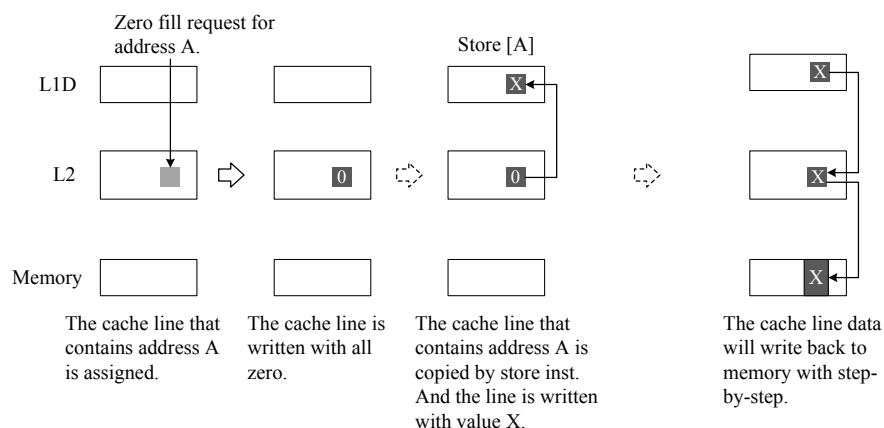 Zero fill request for
address A.
Store [A]
L1D
X
X
L2
0
0
X
Memory
X
The cache line that
contains address A
is assigned.
The cache line is
written with all
zero.
The cache line that
contains address A is
copied by store inst.
And the line is written
with value X.
The cache line data
will write back to
memory with step-
by-step.